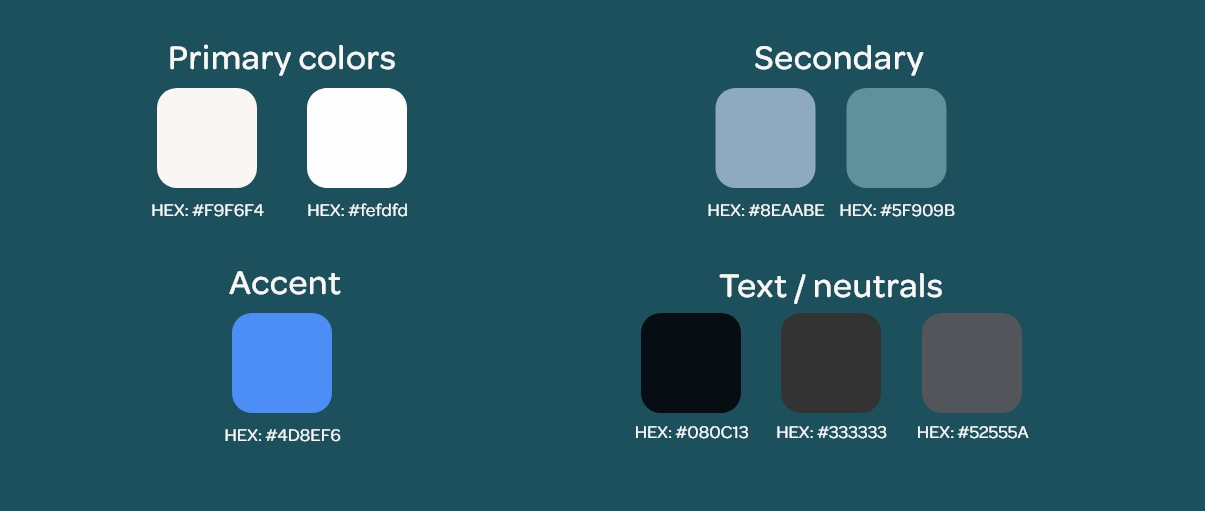 Primary colors
HEX: #F9F6F4
HEX: #fefdfd
Secondary
HEX: #8EAABE
HEX: #5F909B
Accent
HEX: #4D8EF6
Text / neutrals
HEX: #080C13
HEX: #333333
HEX: #52555A